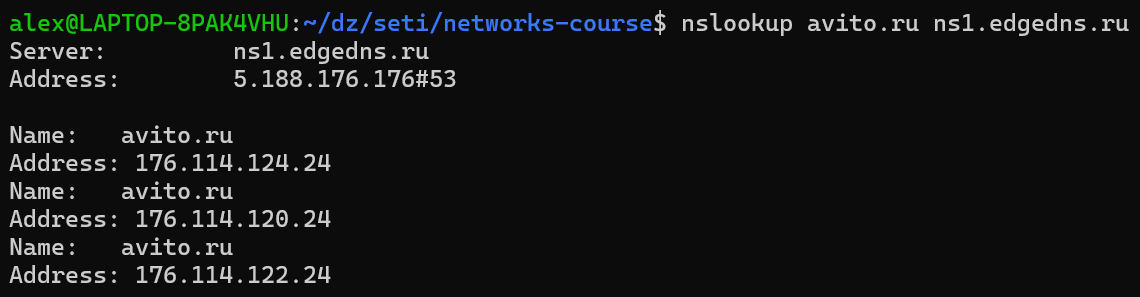 alex@LAPTOP-8PAK4VHU:~/dz/seti/networks-course$ nslookup avito.ru ns1.edgedns.ru
Server:         ns1.edgedns.ru
Address:        5.188.176.176#53

Name:   avito.ru
Address: 176.114.124.24
Name:   avito.ru
Address: 176.114.120.24
Name:   avito.ru
Address: 176.114.122.24